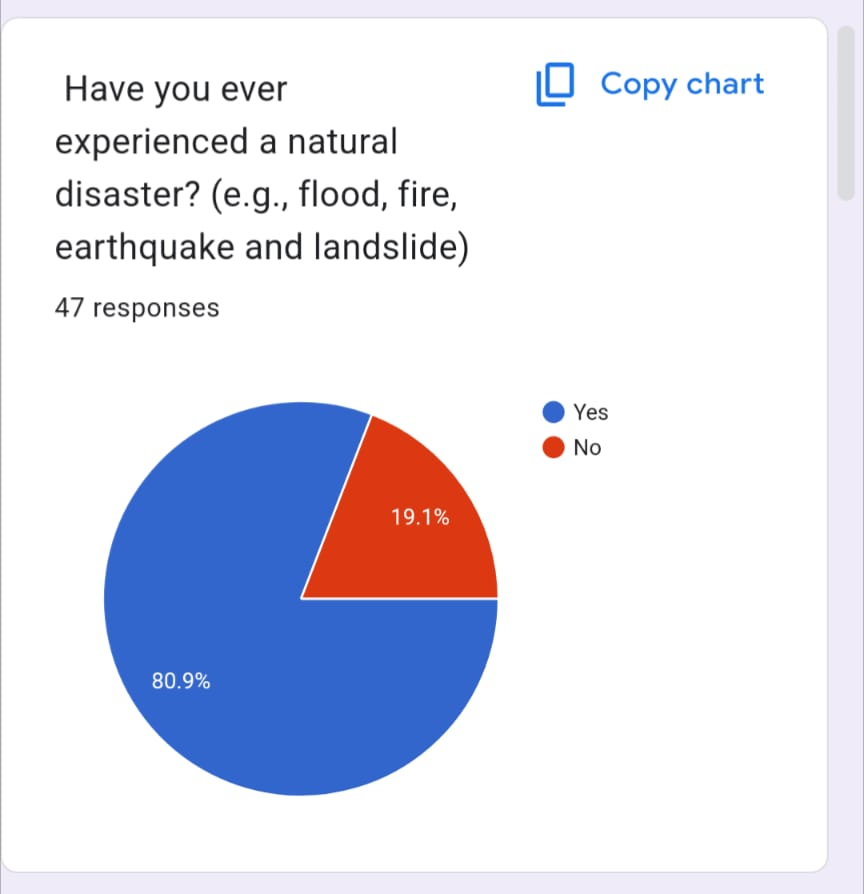 Have you ever
experienced a natural
disaster? (e.g., flood, fire,
earthquake and landslide)
Copy chart
47 responses
Yes
No
19.1%
80.9%